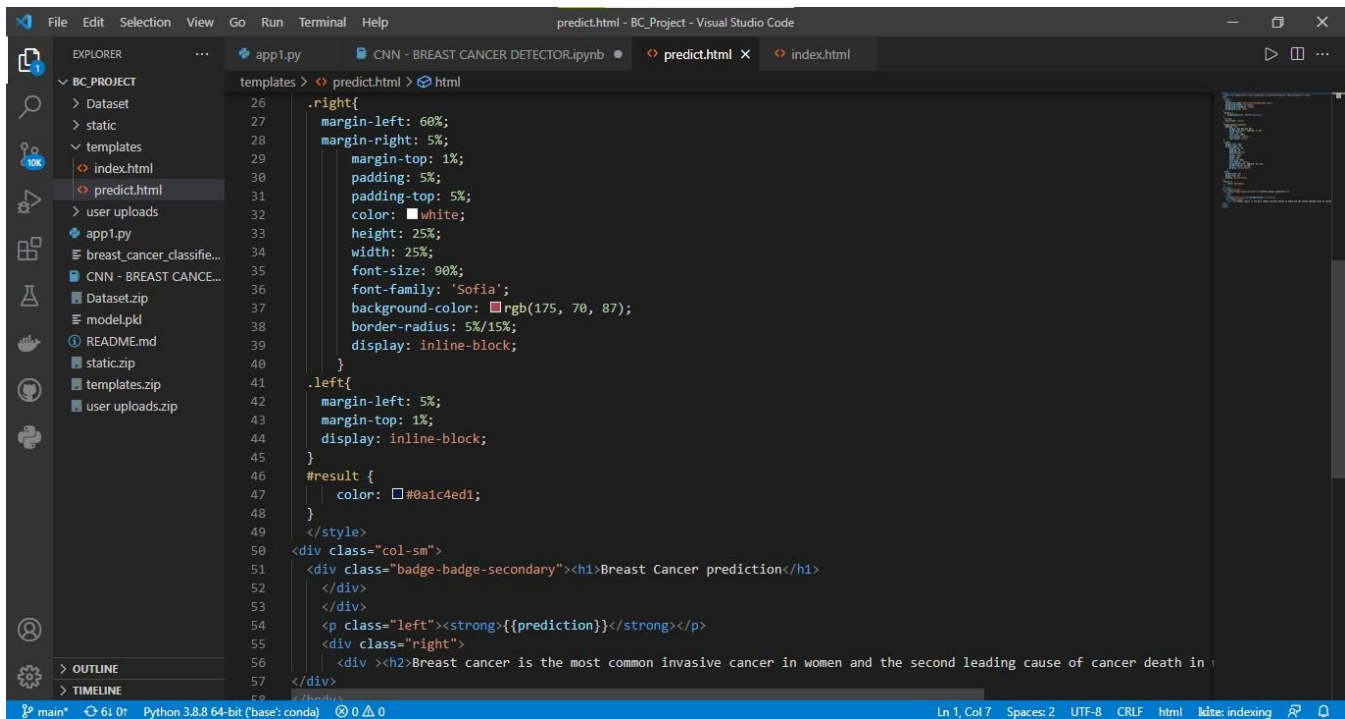 File Edit Selection View Go Run Terminal Help predict.html - BC_Project - Visual Studio Code
EXPLORER ... app1.py CNN - BREAST CANCER DETECTOR.ipynb predict.html index.html
1
BC_PROJECT
Dataset
static
templates
index.html
predict.html
user uploads
app1.py
breast_cancer_classifie...
CNN - BREAST CANCE...
Dataset.zip
model.pkl
README.md
static.zip
templates.zip
user uploads.zip
10K
templates > predict.html > html
26 .right{
27 margin-left: 60%;
28 margin-right: 5%;
29 margin-top: 1%;
30 padding: 5%;
31 padding-top: 5%;
32 color: white;
33 height: 25%;
34 width: 25%;
35 font-size: 90%;
36 font-family: 'Sofia';
37 background-color: rgb(175, 70, 87);
38 border-radius: 5%/15%;
39 display: inline-block;
40 }
41 .left{
42 margin-left: 5%;
43 margin-top: 1%;
44 display: inline-block;
45 }
46 #result {
47 color: #0a1c4ed1;
48 }
49 </style>
50 <div class="col-sm">
51 <div class="badge-badge-secondary"><h1>Breast Cancer prediction</h1>
52 </div>
53 </div>
54 <p class="left"><strong>{{prediction}}</strong></p>
55 <div class="right">
56 <div ><h2>Breast cancer is the most common invasive cancer in women and the second leading cause of cancer death in
57 </div>
58 </body>
OUTLINE
TIMELINE
main* 6↓ 0↑ Python 3.8.8 64-bit ('base': conda) 0 0 Ln 1, Col 7 Spaces: 2 UTF-8 CRLF html kite: indexing